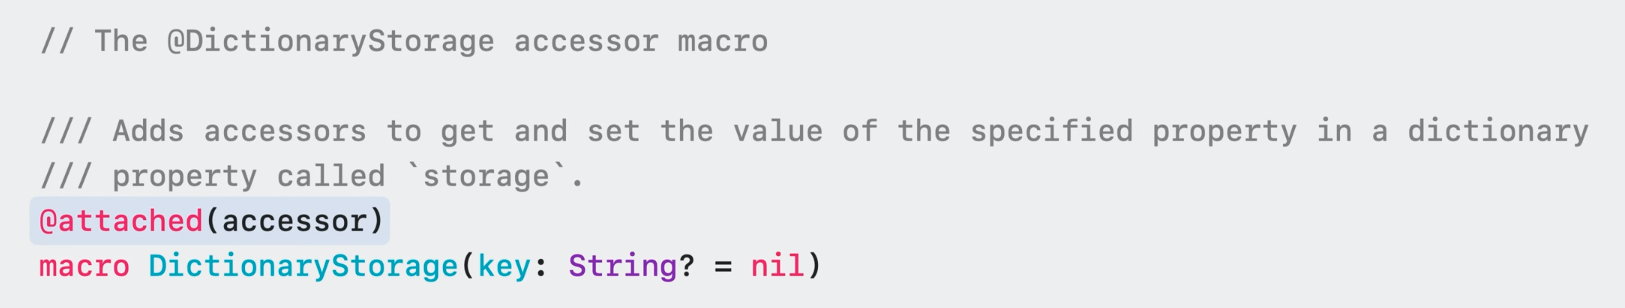 // The @DictionaryStorage accessor macro
/// Adds accessors to get and set the value of the specified property in a dictionary
/// property called `storage`.
@attached(accessor)
macro DictionaryStorage(key: String? = nil)